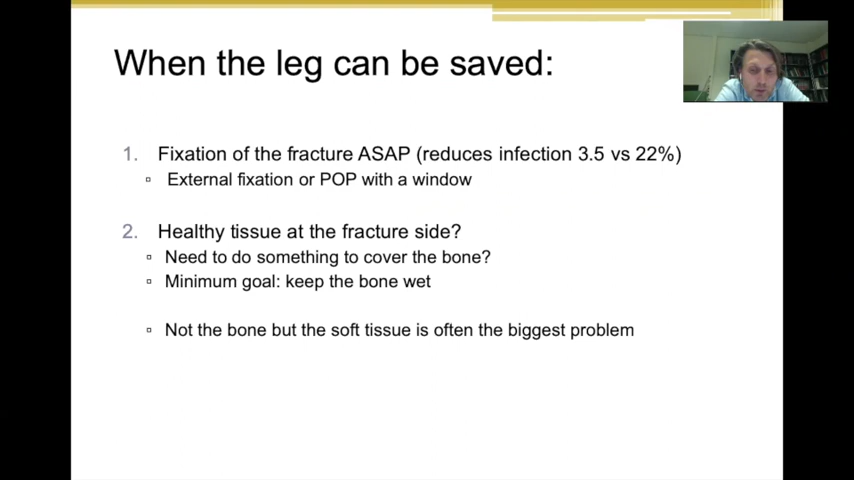 When the leg can be saved:
1. Fixation of the fracture ASAP (reduces infection 3.5 vs 22%)
▫ External fixation or POP with a window
2. Healthy tissue at the fracture side?
▫ Need to do something to cover the bone?
▫ Minimum goal: keep the bone wet
▫ Not the bone but the soft tissue is often the biggest problem